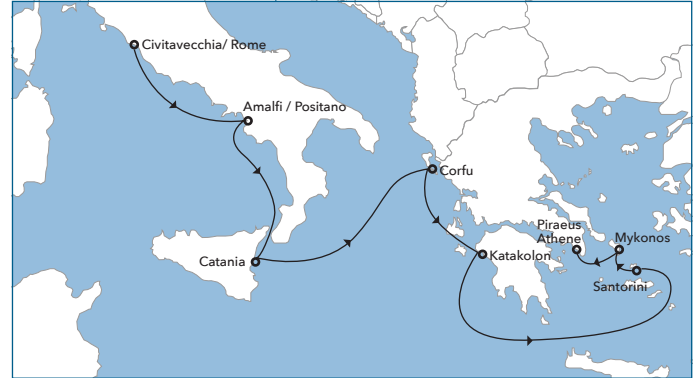 Civitavecchia/ Rome
Amalfi / Positano
Corfu
Piraeus
Athene
Mykonos
Katakolon
Catania
Santorini